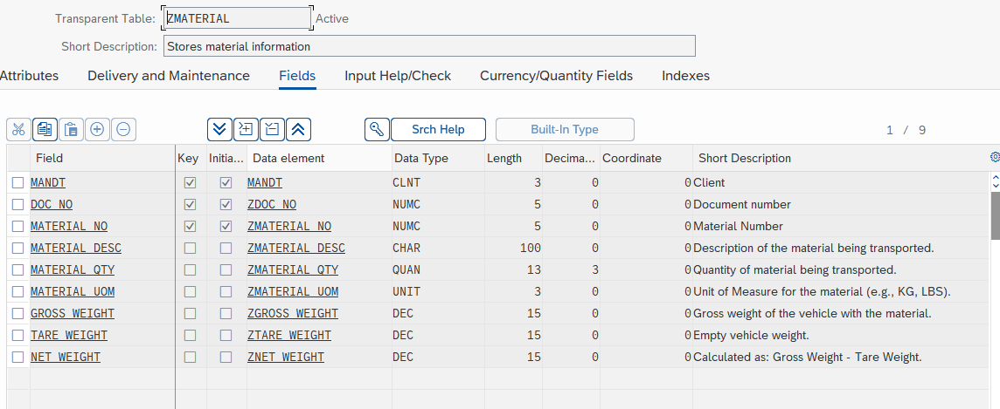 Transparent Table: ZMATERIAL Active
Short Description: Stores material information
Attributes Delivery and Maintenance Fields Input Help/Check Currency/Quantity Fields Indexes
Srch Help Built-In Type 1 / 9
Field Key Initia... Data element Data Type Length Decima... Coordinate Short Description
MANDT MANDT CLNT 3 0 0 Client
DOC_NO ZDOC_NO NUMC 5 0 0 Document number
MATERIAL_NO ZMATERIAL_NO NUMC 5 0 0 Material Number
MATERIAL_DESC ZMATERIAL_DESC CHAR 100 0 0 Description of the material being transported.
MATERIAL_QTY ZMATERIAL_QTY QUAN 13 3 0 Quantity of material being transported.
MATERIAL_UOM ZMATERIAL_UOM UNIT 3 0 0 Unit of Measure for the material (e.g., KG, LBS).
GROSS_WEIGHT ZGROSS_WEIGHT DEC 15 0 0 Gross weight of the vehicle with the material.
TARE_WEIGHT ZTARE_WEIGHT DEC 15 0 0 Empty vehicle weight.
NET_WEIGHT ZNET_WEIGHT DEC 15 0 0 Calculated as: Gross Weight - Tare Weight.